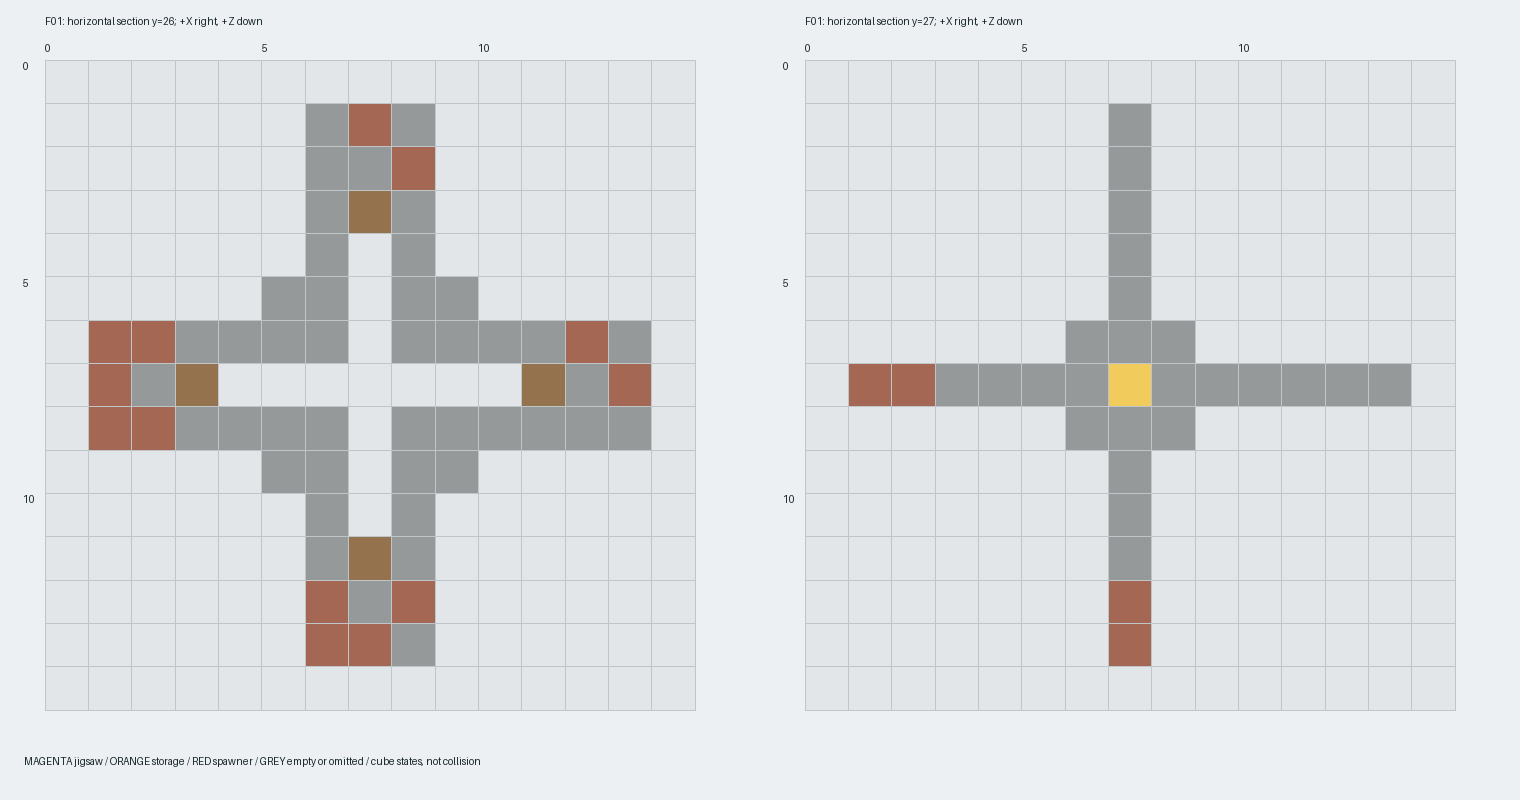 F01: horizontal section y=26; +X right, +Z down
F01: horizontal section y=27; +X right, +Z down
0 5 10
0 5 10
0
0
5
5
10
10
MAGENTA jigsaw / ORANGE storage / RED spawner / GREY empty or omitted / cube states, not collision